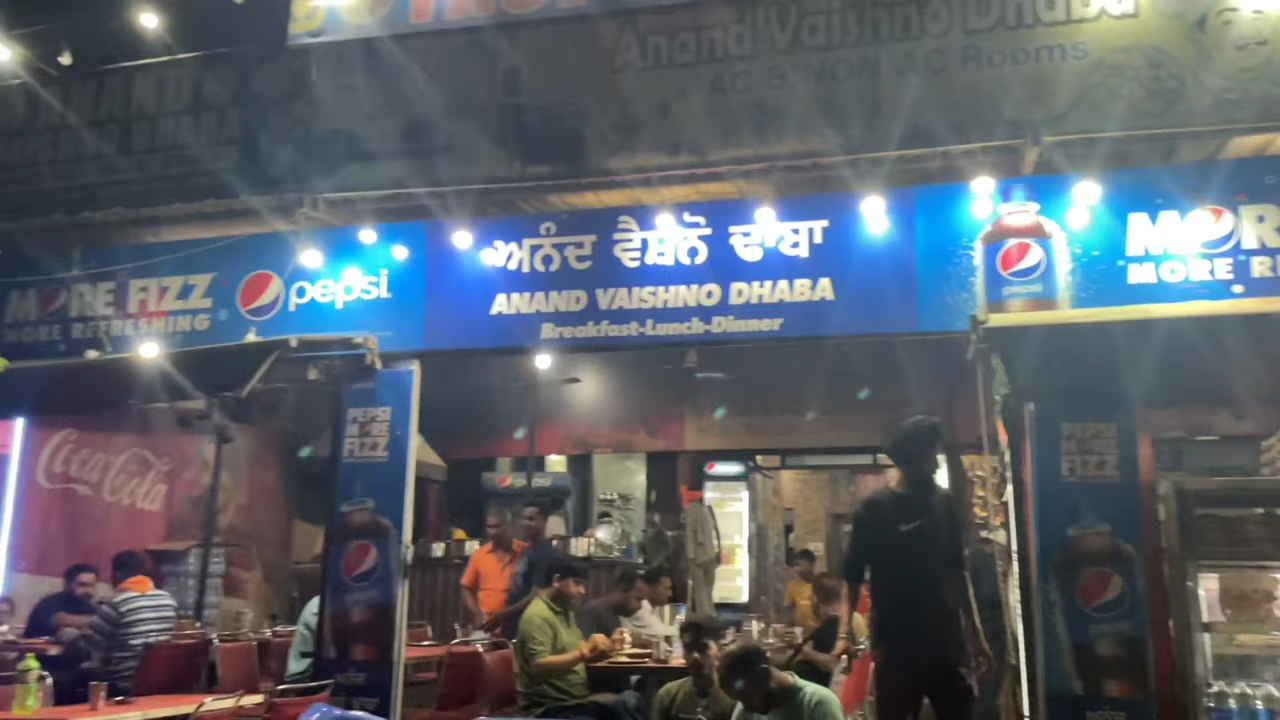 Anand Vaishno Dhaba
AC & NON AC Rooms
ਅਨੰਦ ਵੈਸ਼ਨੋ ਢਾਬਾ
ANAND VAISHNO DHABA
Breakfast-Lunch-Dinner
MORE FIZZ
MORE REFRESHING
pepsi
MORE
Coca-Cola
PEPSI
MORE
FIZZ
PEPSI
MORE
FIZZ